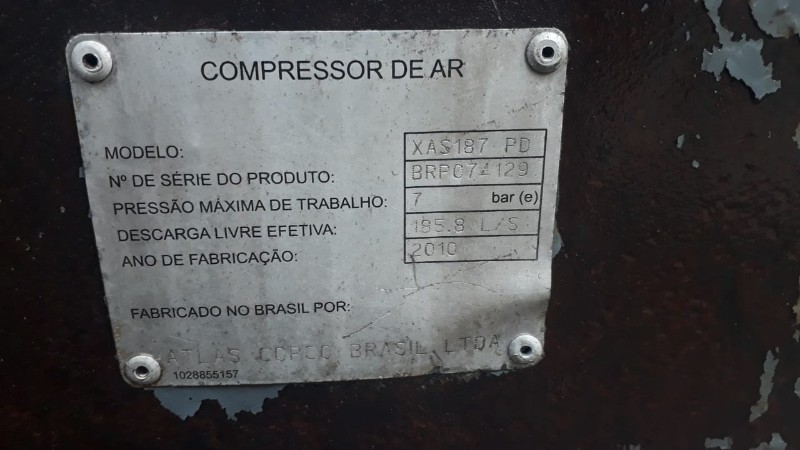 COMPRESSOR DE AR
MODELO: XAS187 PD
Nº DE SÉRIE DO PRODUTO: BRP074129
PRESSÃO MÁXIMA DE TRABALHO: 7 bar (e)
DESCARGA LIVRE EFETIVA: 185.8 L/S
ANO DE FABRICAÇÃO: 2010
FABRICADO NO BRASIL POR:
ATLAS COPCO BRASIL LTDA
1028855157